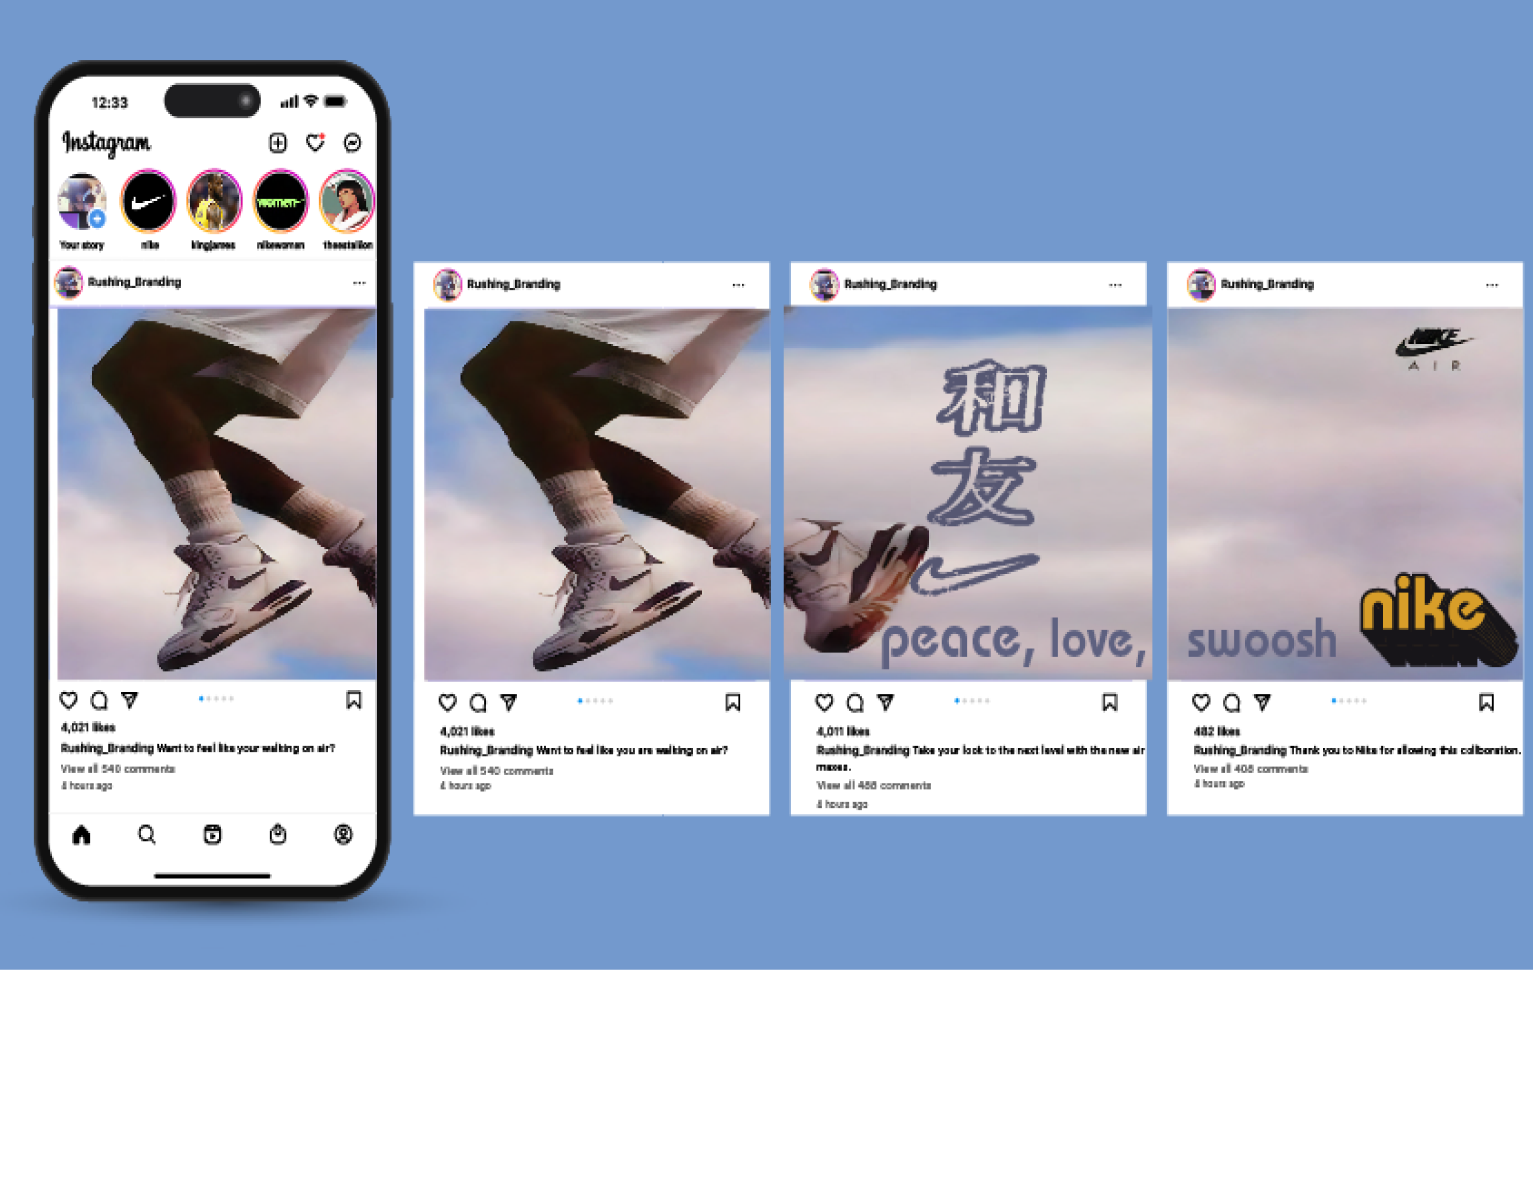 12:33
Instagram
Your story
nike
kingjames
nikewoman
theestallion
women
Rushing_Branding
4,021 likes
Rushing_Branding Want to feel like your walking on air?
View all 540 comments
4 hours ago
Rushing_Branding
4,021 likes
Rushing_Branding Want to feel like you are walking on air?
View all 540 comments
4 hours ago
Rushing_Branding
和
友
peace, love,
4,011 likes
Rushing_Branding Take your look to the next level with the new air
maxes.
View all 488 comments
4 hours ago
Rushing_Branding
NIKE
AIR
nike
swoosh
482 likes
Rushing_Branding Thank you to Nike for allowing this collboration.
View all 408 comments
4 hours ago